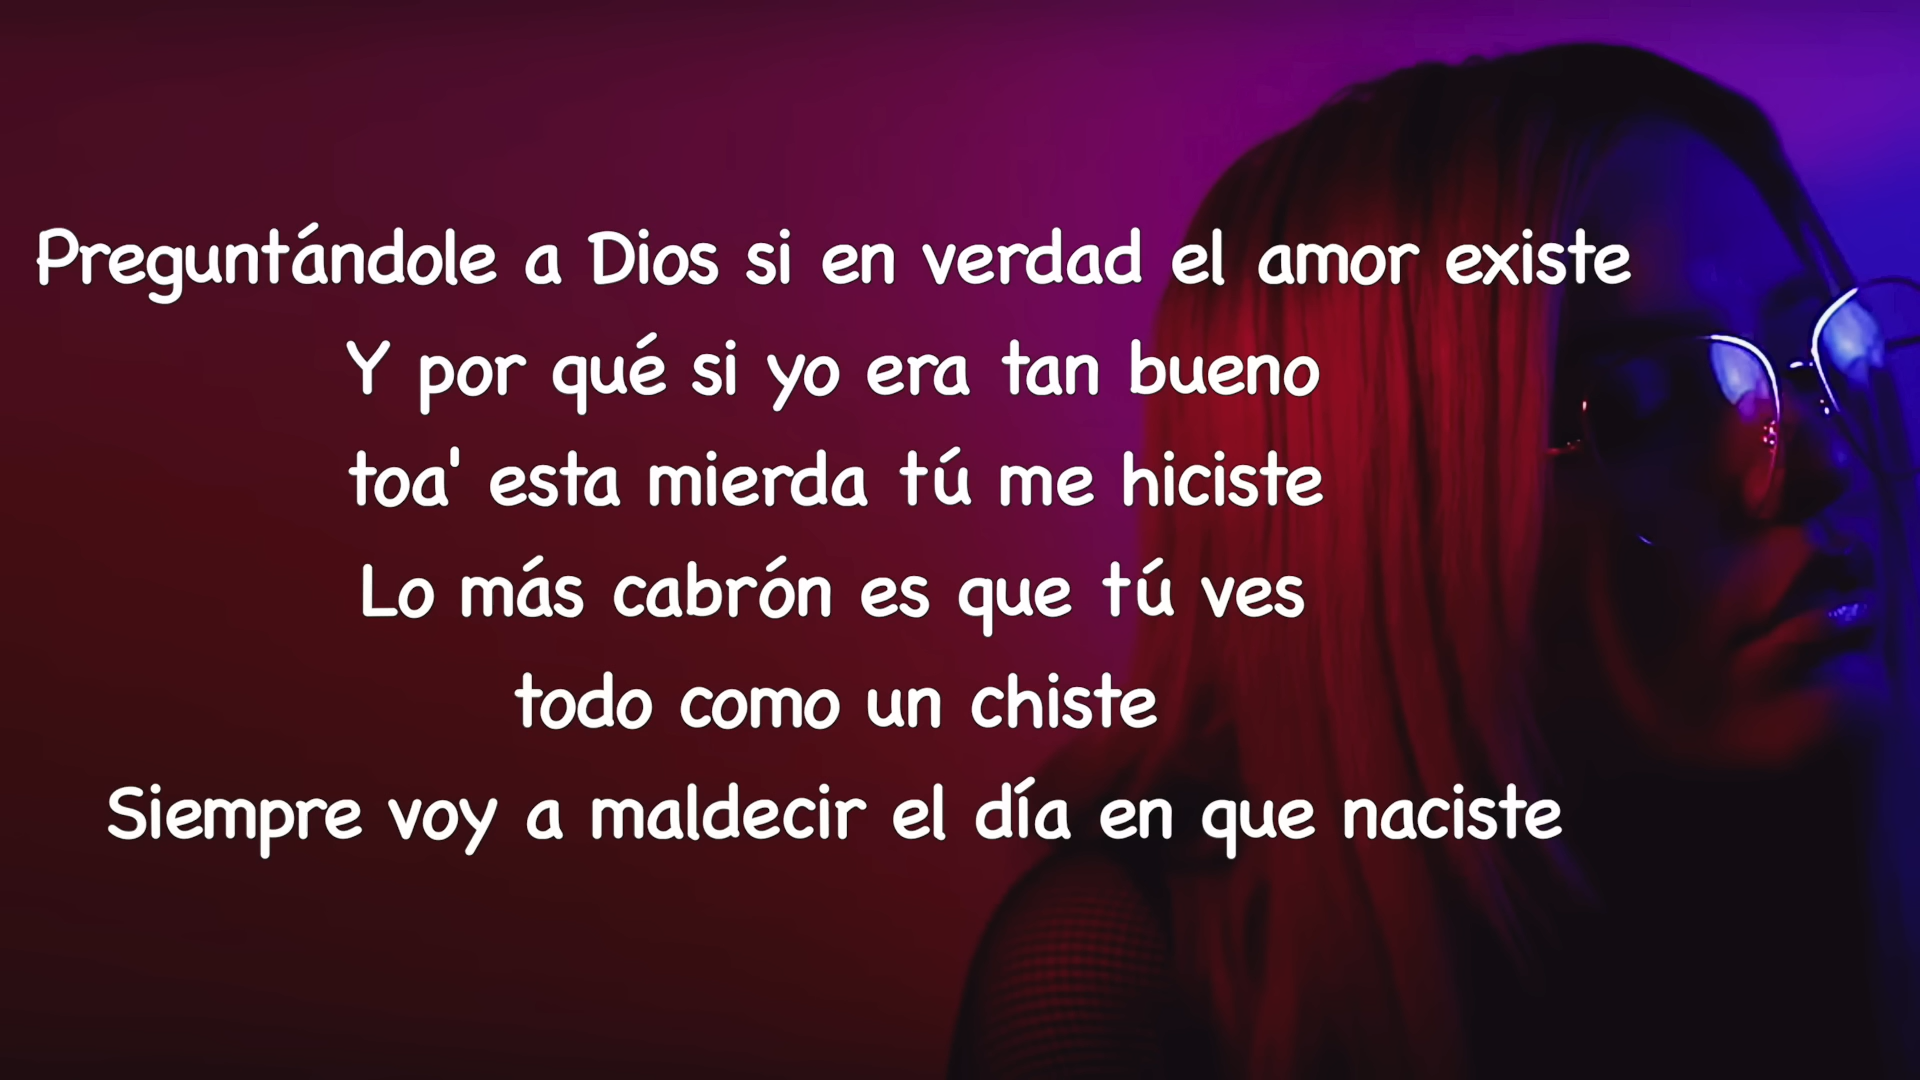 Preguntándole a Dios si en verdad el amor existe
Y por qué si yo era tan bueno
toa' esta mierda tú me hiciste
Lo más cabrón es que tú ves
todo como un chiste
Siempre voy a maldecir el día en que naciste